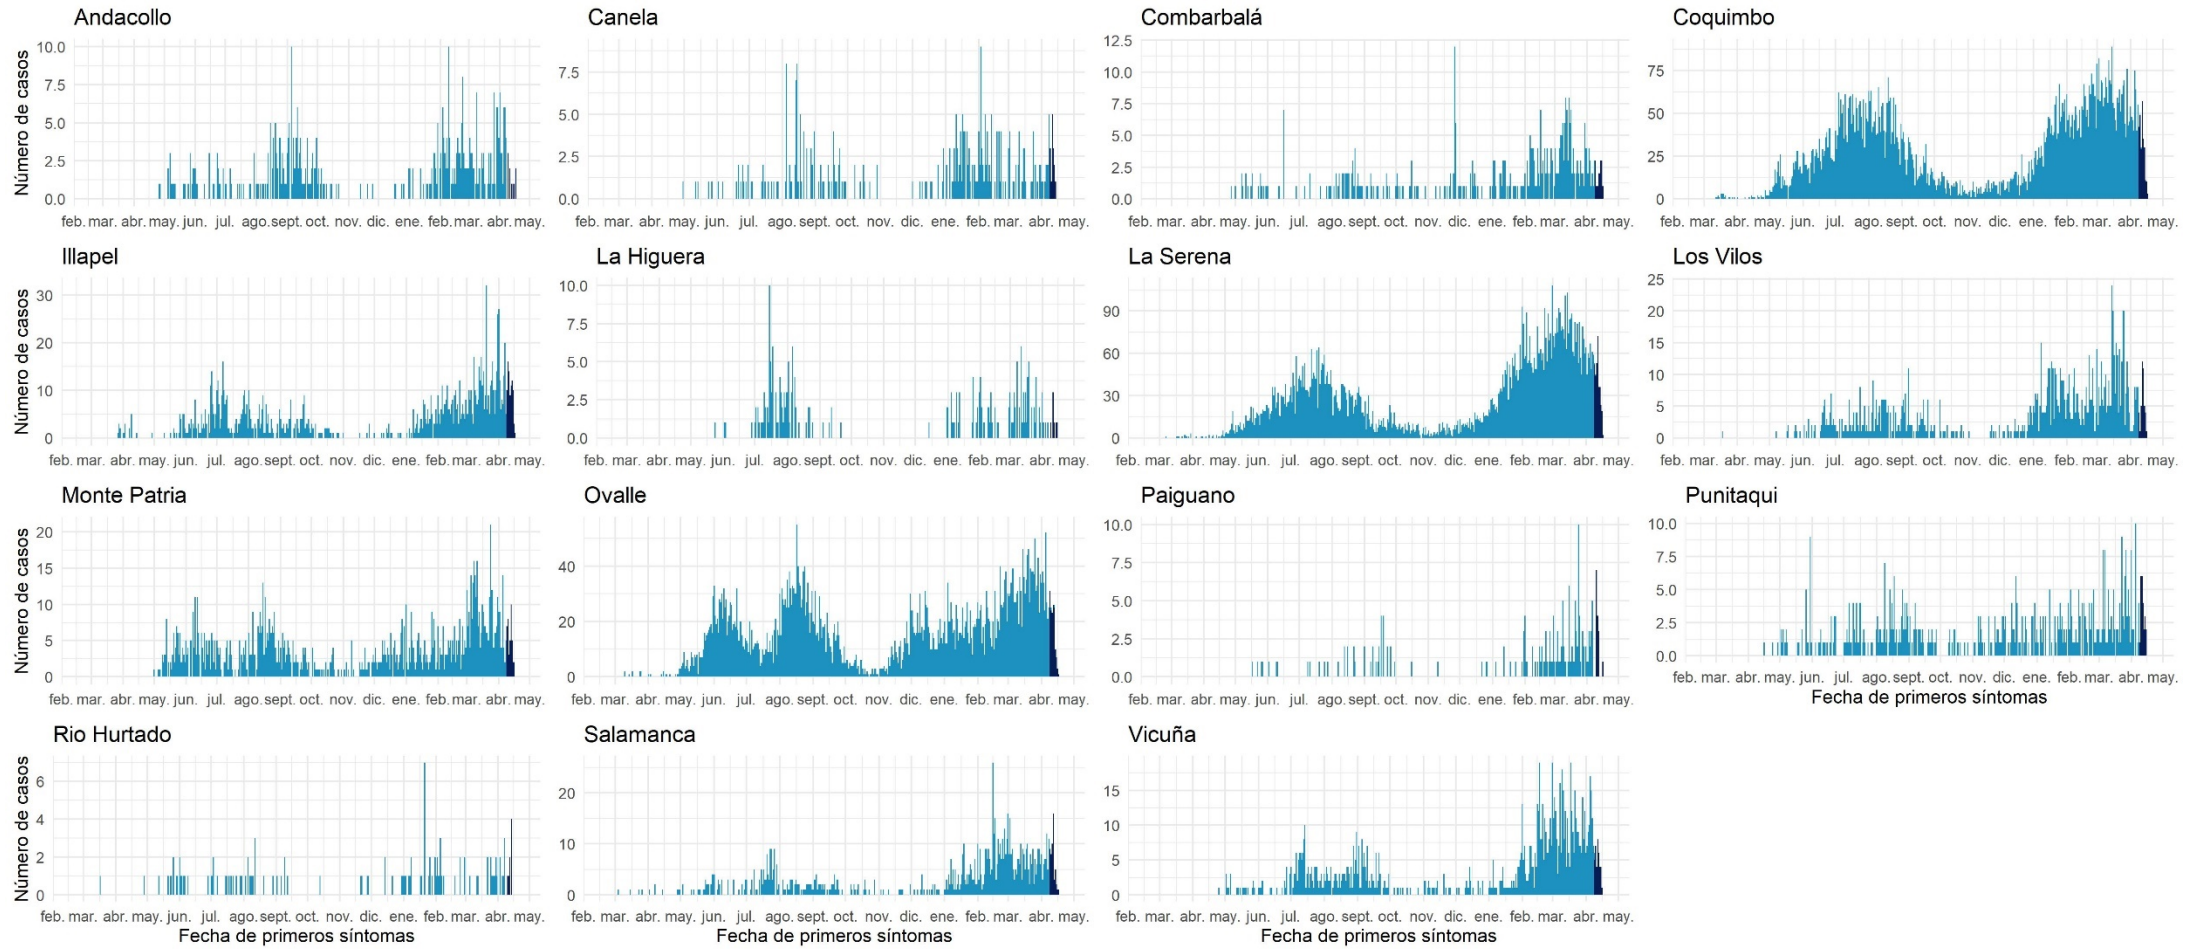 Andacollo
Número de casos
10.0
7.5
5.0
2.5
0.0
feb. mar. abr. may. jun. jul. ago. sept. oct. nov. dic. ene. feb. mar. abr. may.
Canela
7.5
5.0
2.5
0.0
feb. mar. abr. may. jun. jul. ago. sept. oct. nov. dic. ene. feb. mar. abr. may.
Combarbalá
12.5
10.0
7.5
5.0
2.5
0.0
feb. mar. abr. may. jun. jul. ago. sept. oct. nov. dic. ene. feb. mar. abr. may.
Coquimbo
75
50
25
0
feb. mar. abr. may. jun. jul. ago. sept. oct. nov. dic. ene. feb. mar. abr. may.
Illapel
Número de casos
30
20
10
0
feb. mar. abr. may. jun. jul. ago. sept. oct. nov. dic. ene. feb. mar. abr. may.
La Higuera
10.0
7.5
5.0
2.5
0.0
feb. mar. abr. may. jun. jul. ago. sept. oct. nov. dic. ene. feb. mar. abr. may.
La Serena
90
60
30
0
feb. mar. abr. may. jun. jul. ago. sept. oct. nov. dic. ene. feb. mar. abr. may.
Los Vilos
25
20
15
10
5
0
feb. mar. abr. may. jun. jul. ago. sept. oct. nov. dic. ene. feb. mar. abr. may.
Monte Patria
Número de casos
20
15
10
5
0
feb. mar. abr. may. jun. jul. ago. sept. oct. nov. dic. ene. feb. mar. abr. may.
Ovalle
40
20
0
feb. mar. abr. may. jun. jul. ago. sept. oct. nov. dic. ene. feb. mar. abr. may.
Paiguano
10.0
7.5
5.0
2.5
0.0
feb. mar. abr. may. jun. jul. ago. sept. oct. nov. dic. ene. feb. mar. abr. may.
Punitaqui
10.0
7.5
5.0
2.5
0.0
feb. mar. abr. may. jun. jul. ago. sept. oct. nov. dic. ene. feb. mar. abr. may.
Fecha de primeros síntomas
Rio Hurtado
Número de casos
6
4
2
0
feb. mar. abr. may. jun. jul. ago. sept. oct. nov. dic. ene. feb. mar. abr. may.
Fecha de primeros síntomas
Salamanca
20
10
0
feb. mar. abr. may. jun. jul. ago. sept. oct. nov. dic. ene. feb. mar. abr. may.
Fecha de primeros síntomas
Vicuña
15
10
5
0
feb. mar. abr. may. jun. jul. ago. sept. oct. nov. dic. ene. feb. mar. abr. may.
Fecha de primeros síntomas